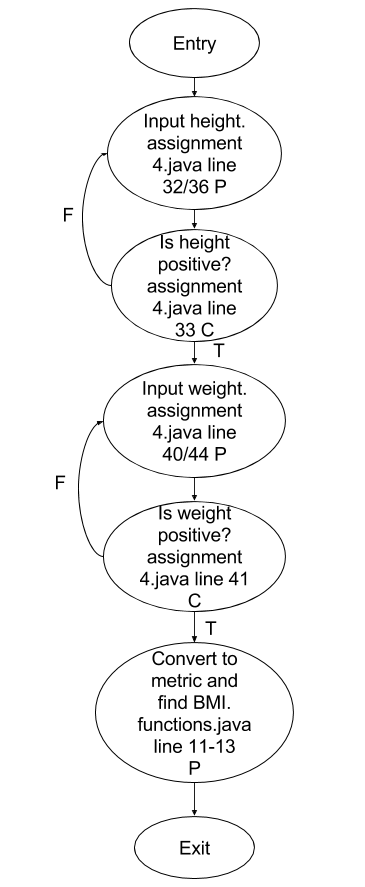 Entry
Input height.
assignment
4.java line
32/36 P
F
Is height
positive?
assignment
4.java line
33 C
T
Input weight.
assignment
4.java line
40/44 P
F
Is weight
positive?
assignment
4.java line 41
C
T
Convert to
metric and
find BMI.
functions.java
line 11-13
P
Exit